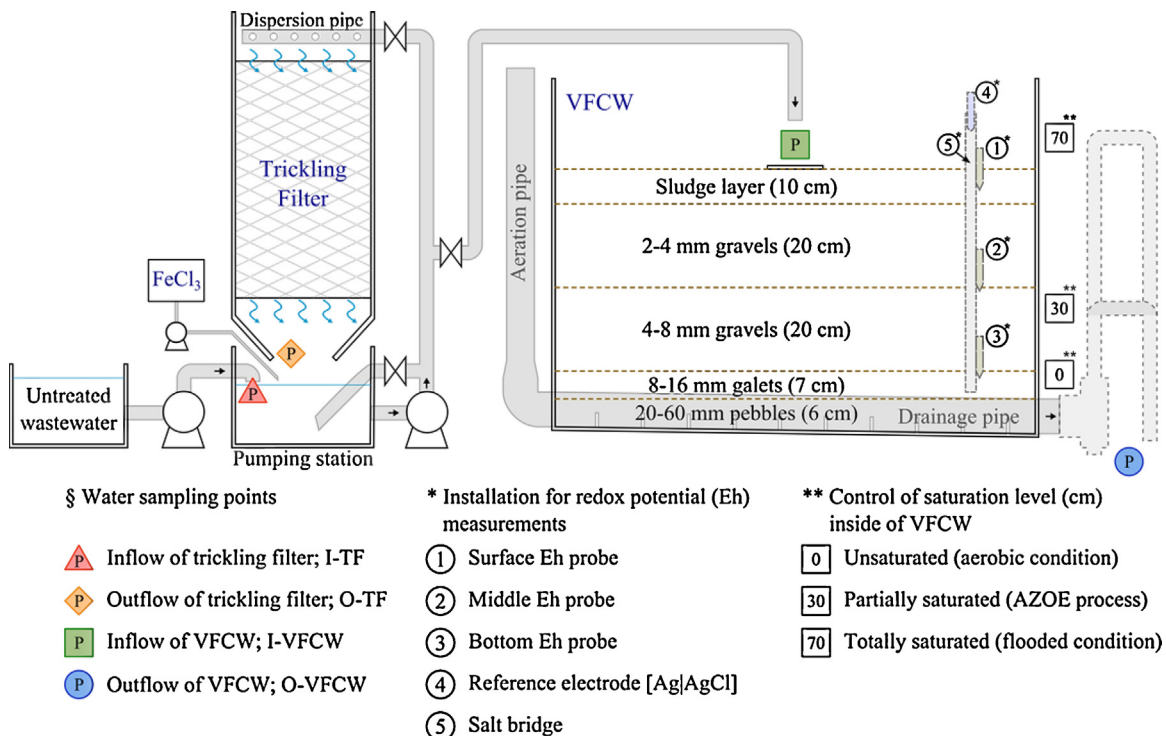 Dispersion pipe
Trickling
Filter
FeCl₃
P
P
Untreated
wastewater
Pumping station
VFCW
P
Aeration pipe
Sludge layer (10 cm)
2-4 mm gravels (20 cm)
4-8 mm gravels (20 cm)
8-16 mm galets (7 cm)
20-60 mm pebbles (6 cm)
Drainage pipe
4*
5*
1*
2*
3*
**
70
**
30
**
0
P
§ Water sampling points
P Inflow of trickling filter; I-TF
P Outflow of trickling filter; O-TF
P Inflow of VFCW; I-VFCW
P Outflow of VFCW; O-VFCW
* Installation for redox potential (Eh)
measurements
1 Surface Eh probe
2 Middle Eh probe
3 Bottom Eh probe
4 Reference electrode [Ag|AgCl]
5 Salt bridge
** Control of saturation level (cm)
inside of VFCW
0 Unsaturated (aerobic condition)
30 Partially saturated (AZOE process)
70 Totally saturated (flooded condition)